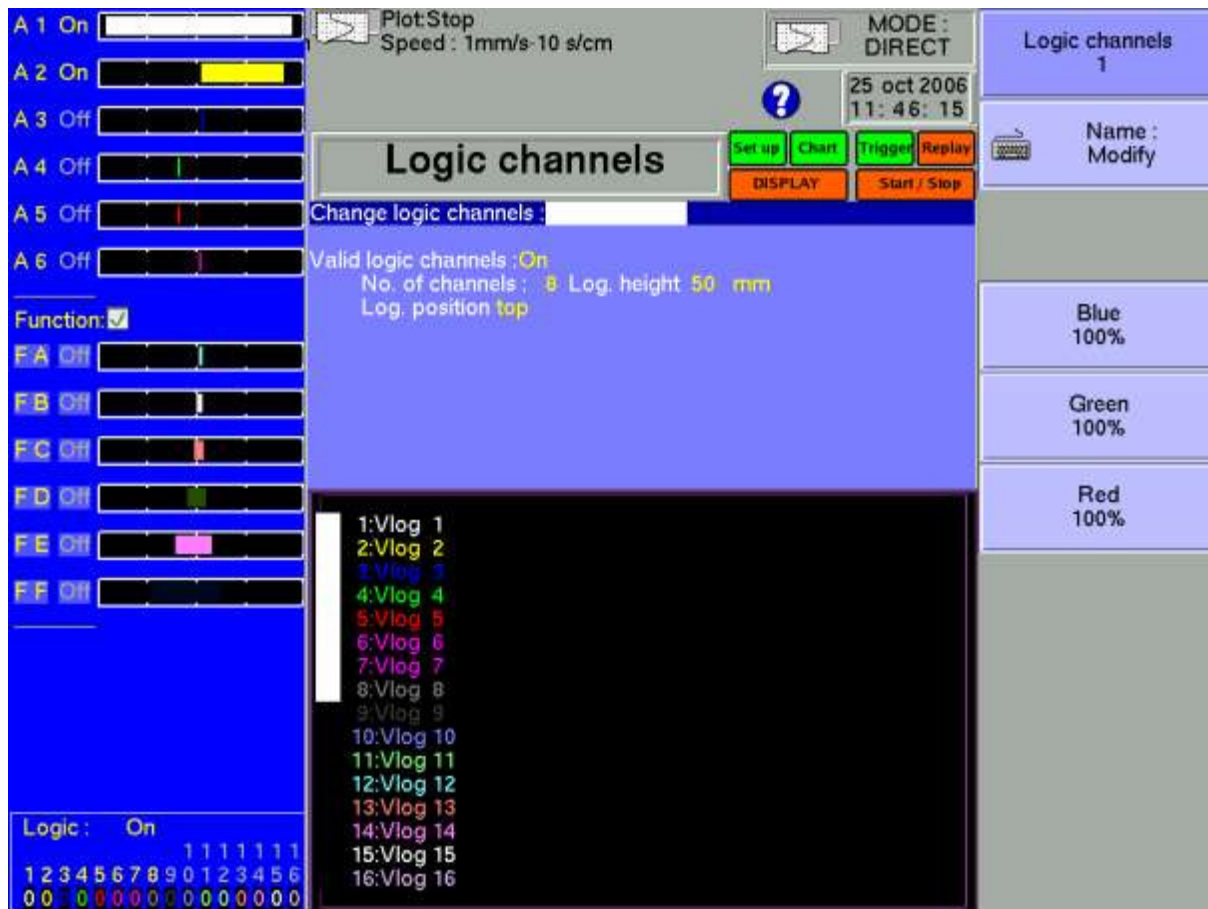 A 1 On
A 2 On
A 3 Off
A 4 Off
A 5 Off
A 6 Off
Function:
F A Off
F B Off
F C Off
F D Off
F E Off
F F Off
Logic : On
1 1 1 1 1 1 1
1 2 3 4 5 6 7 8 9 0 1 2 3 4 5 6
Plot:Stop
Speed : 1mm/s-10 s/cm
MODE :
DIRECT
25 oct 2006
11: 46: 15
?
Logic channels
Set up Chart Trigger Replay
DISPLAY Start / Stop
Change logic channels :
Valid logic channels :On
No. of channels : 8 Log. height 50 mm
Log. position top
1:Vlog 1
2:Vlog 2
3:Vlog 3
4:Vlog 4
5:Vlog 5
6:Vlog 6
7:Vlog 7
8:Vlog 8
9:Vlog 9
10:Vlog 10
11:Vlog 11
12:Vlog 12
13:Vlog 13
14:Vlog 14
15:Vlog 15
16:Vlog 16
Logic channels
1
Name :
Modify
Blue
100%
Green
100%
Red
100%